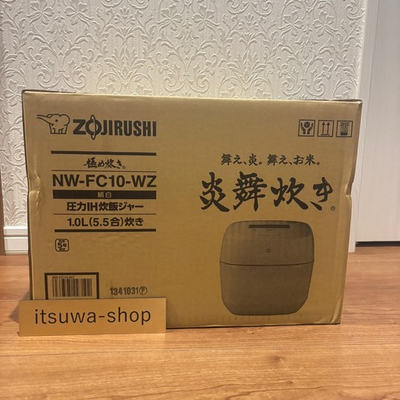 ZOJIRUSHI
極め炊き®
NW-FC10-WZ
絹白
圧力IH炊飯ジャー
1.0L(5.5合)炊き
舞え、炎。舞え、お米。
炎舞炊き®
1341031
itsuwa-shop